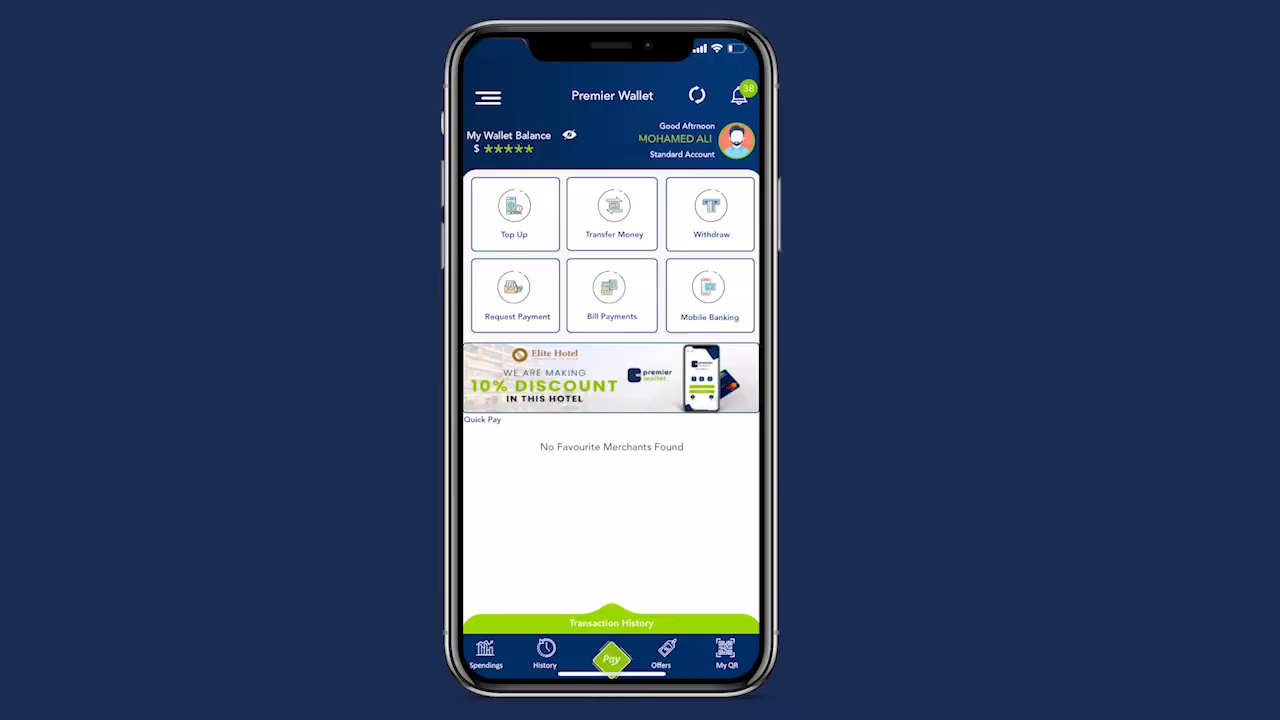 Premier Wallet
38
My Wallet Balance
$ *****
Good Aftrnoon
MOHAMED ALI
Standard Account
Top Up
Transfer Money
Withdraw
Request Payment
Bill Payments
Mobile Banking
Elite Hotel
WE ARE MAKING
10% DISCOUNT
IN THIS HOTEL
premier
wallet
Quick Pay
No Favourite Merchants Found
Transaction History
Spendings
History
Pay
Offers
My QR